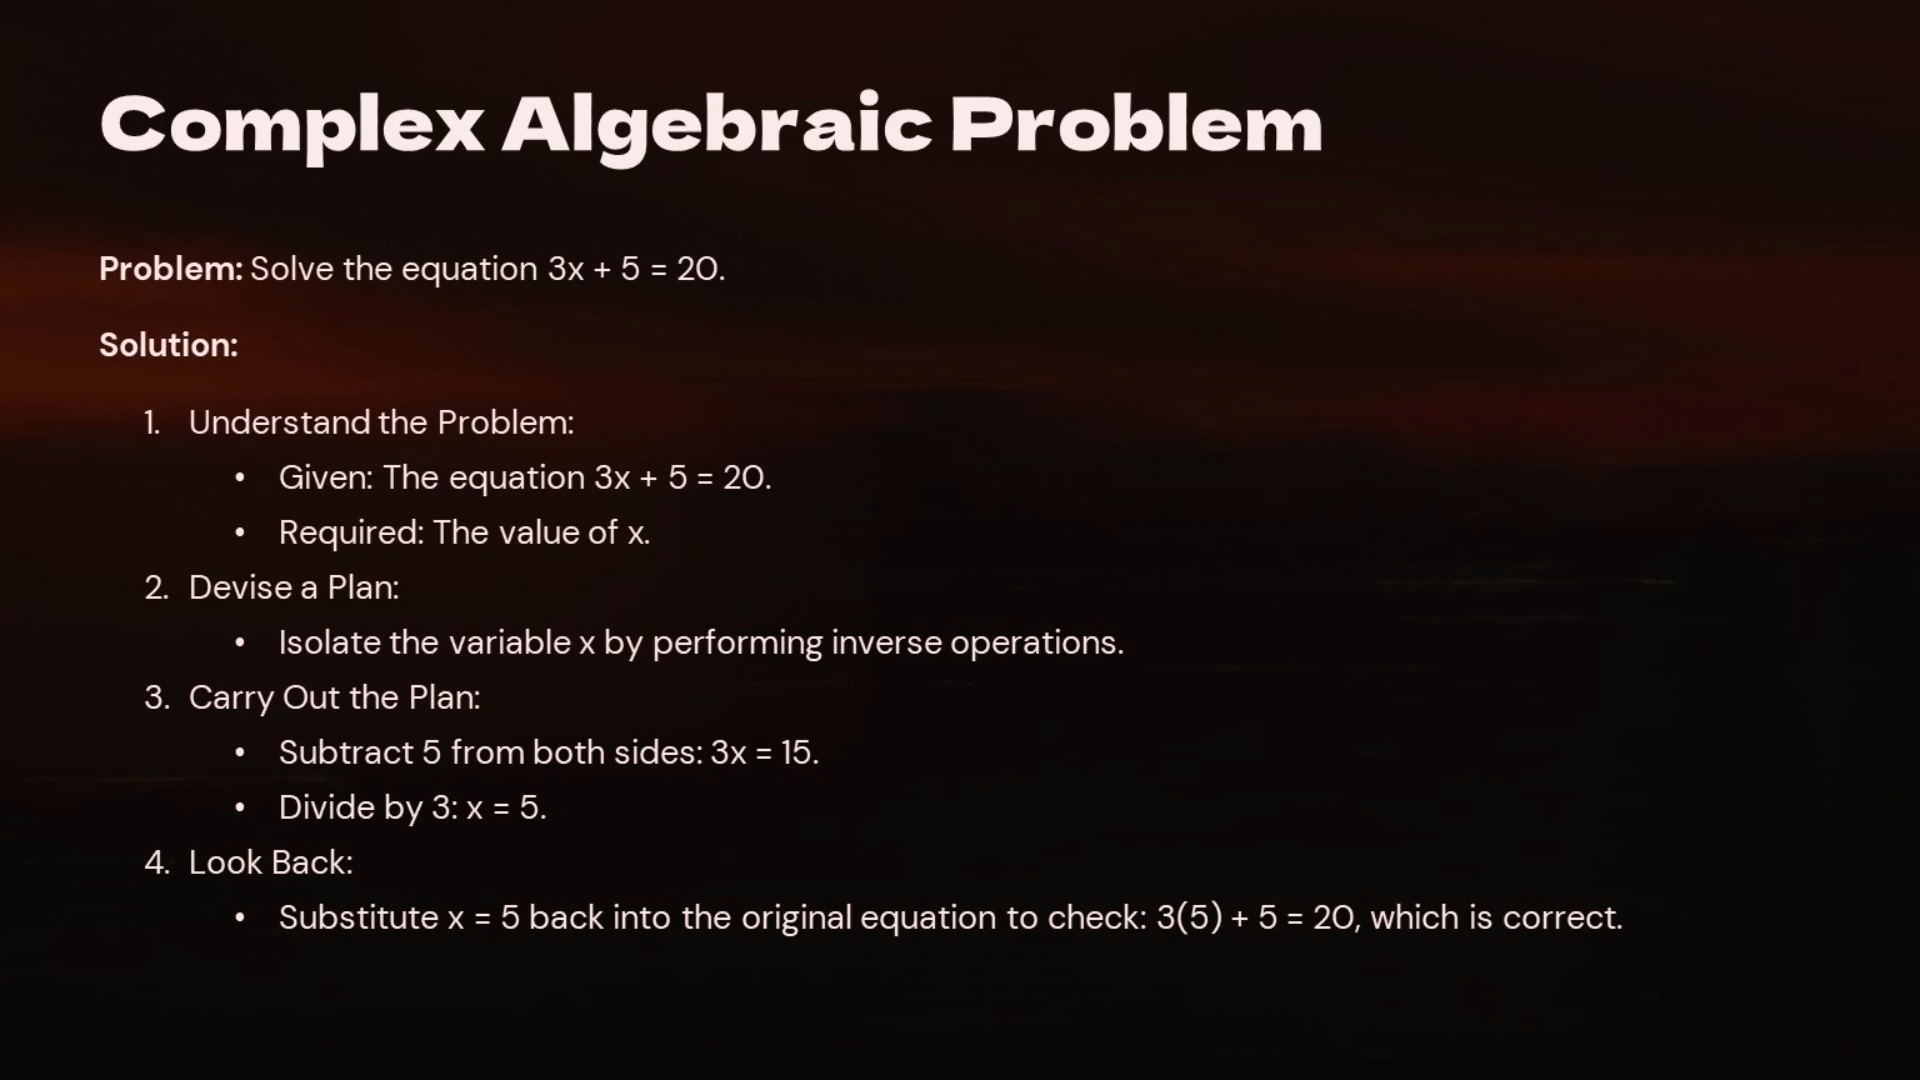 Complex Algebraic Problem
Problem: Solve the equation 3x + 5 = 20.
Solution:
1. Understand the Problem:
• Given: The equation 3x + 5 = 20.
• Required: The value of x.
2. Devise a Plan:
• Isolate the variable x by performing inverse operations.
3. Carry Out the Plan:
• Subtract 5 from both sides: 3x = 15.
• Divide by 3: x = 5.
4. Look Back:
• Substitute x = 5 back into the original equation to check: 3(5) + 5 = 20, which is correct.